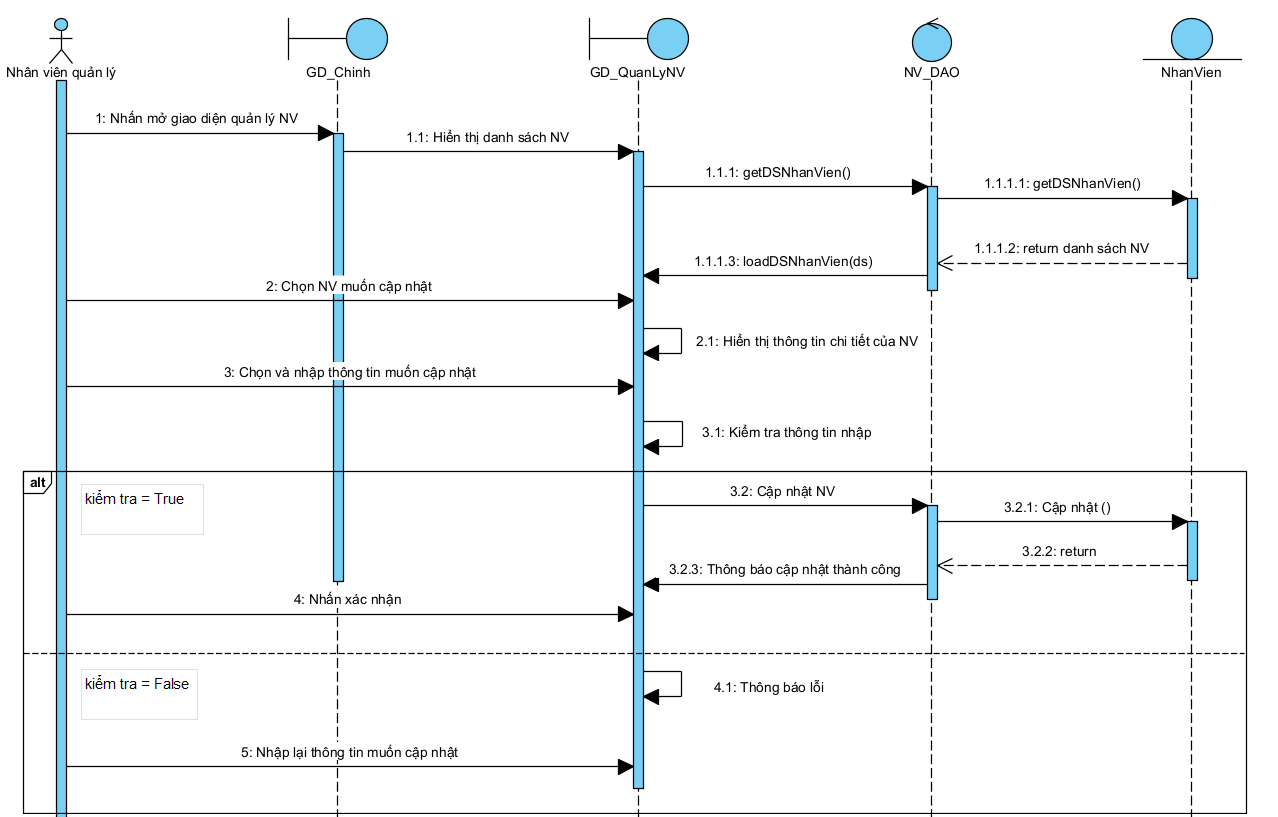 Nhân viên quản lý
GD_Chinh
GD_QuanLyNV
NV_DAO
NhanVien
1: Nhấn mở giao diện quản lý NV
1.1: Hiển thị danh sách NV
1.1.1: getDSNhanVien()
1.1.1.1: getDSNhanVien()
1.1.1.2: return danh sách NV
1.1.1.3: loadDSNhanVien(ds)
2: Chọn NV muốn cập nhật
2.1: Hiển thị thông tin chi tiết của NV
3: Chọn và nhập thông tin muốn cập nhật
3.1: Kiểm tra thông tin nhập
alt
kiểm tra = True
3.2: Cập nhật NV
3.2.1: Cập nhật ()
3.2.2: return
3.2.3: Thông báo cập nhật thành công
4: Nhấn xác nhận
kiểm tra = False
4.1: Thông báo lỗi
5: Nhập lại thông tin muốn cập nhật